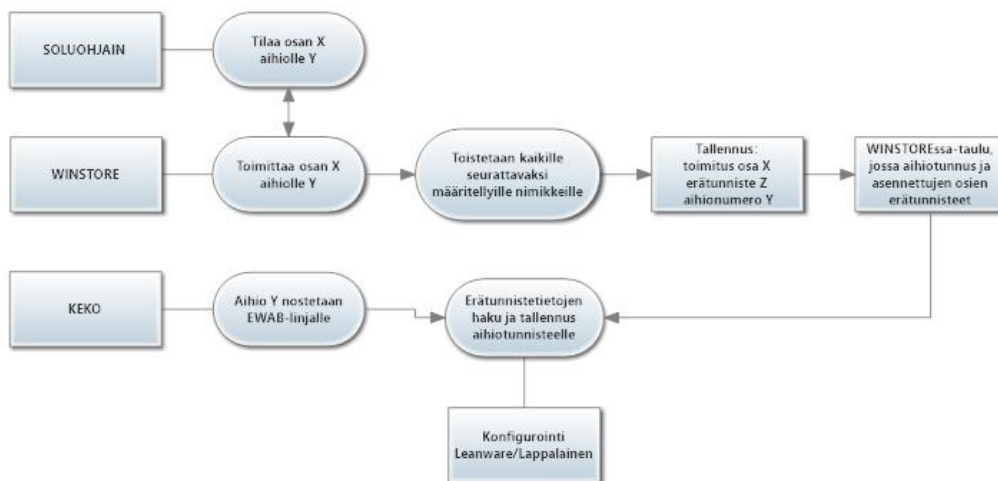 SOLUOHJAIN
Tilaa osan X
aihiolle Y
WINSTORE
Toimittaa osan X
aihiolle Y
Toistetaan kaikille
seurattavaksi
määritellyille nimikkeille
Tallennus:
toimitus osa X
erätunniste Z
aihionumero Y
WINSTOREssa-taulu,
jossa aihiotunnus ja
asennettujen osien
erätunnisteet
KEKO
Aihio Y nostetaan
EWAB-linjalle
Erätunnistetietojen
haku ja tallennus
aihiotunnisteelle
Konfigurointi
Leanware/Lappalainen